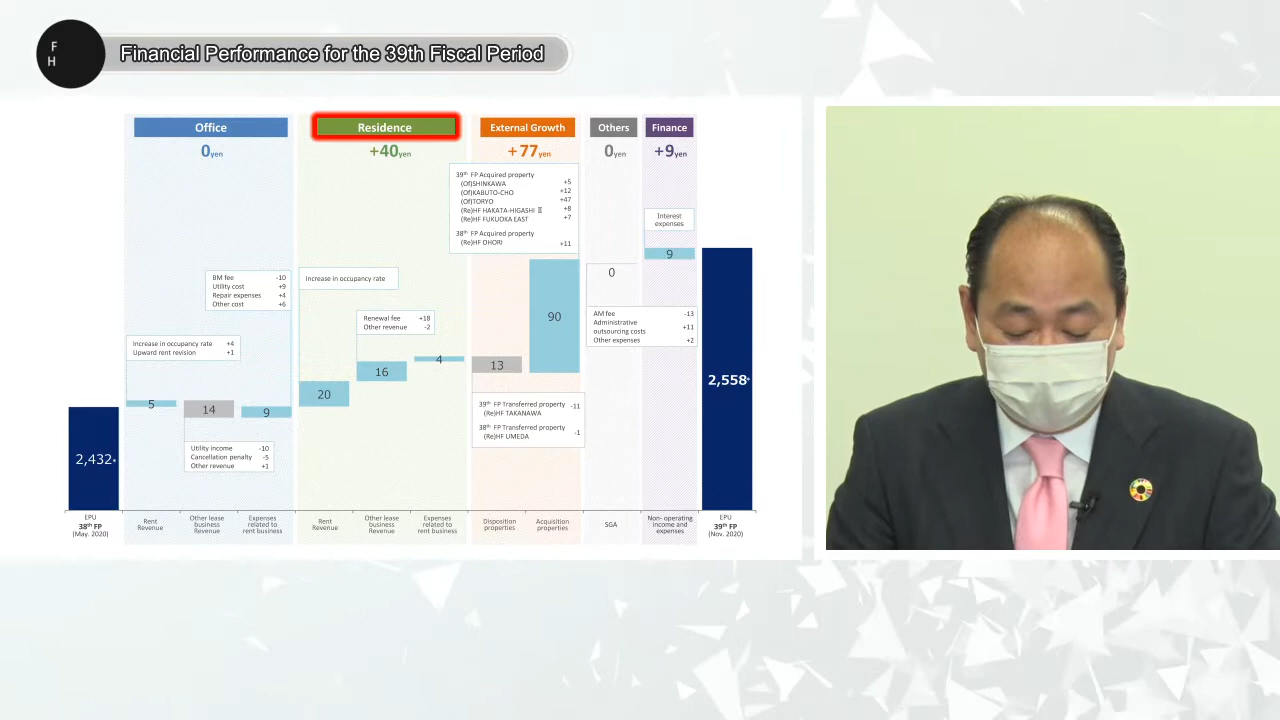 F
H
Financial Performance for the 39th Fiscal Period
Office
0yen
Residence
+40yen
External Growth
+77yen
Others
0yen
Finance
+9yen
39th FP Acquired property
(Of)SHINKAWA +5
(Of)KABUTO-CHO +12
(Of)TORYO +47
(Re)HF HAKATA-HIGASHI Ⅱ +8
(Re)HF FUKUOKA EAST +7
38th FP Acquired property
(Re)HF OHORI +11
Interest
expenses
9
BM fee -10
Utility cost +9
Repair expenses +4
Other cost +6
Increase in occupancy rate
0
Renewal fee +18
Other revenue -2
90
AM fee -13
Administrative
outsourcing costs +11
Other expenses +2
Increase in occupancy rate +4
Upward rent revision +1
4
13
16
20
2,558*
5
14
9
39th FP Transferred property -11
(Re)HF TAKANAWA
38th FP Transferred property -1
(Re)HF UMEDA
2,432*
Utility income -10
Cancellation penalty -5
Other revenue +1
EPU
38th FP
(May. 2020)
Rent
Revenue
Other lease
business
Revenue
Expenses
related to
rent business
Rent
Revenue
Other lease
business
Revenue
Expenses
related to
rent business
Disposition
properties
Acquisition
properties
SGA
Non- operating
income and
expenses
EPU
39th FP
(Nov. 2020)